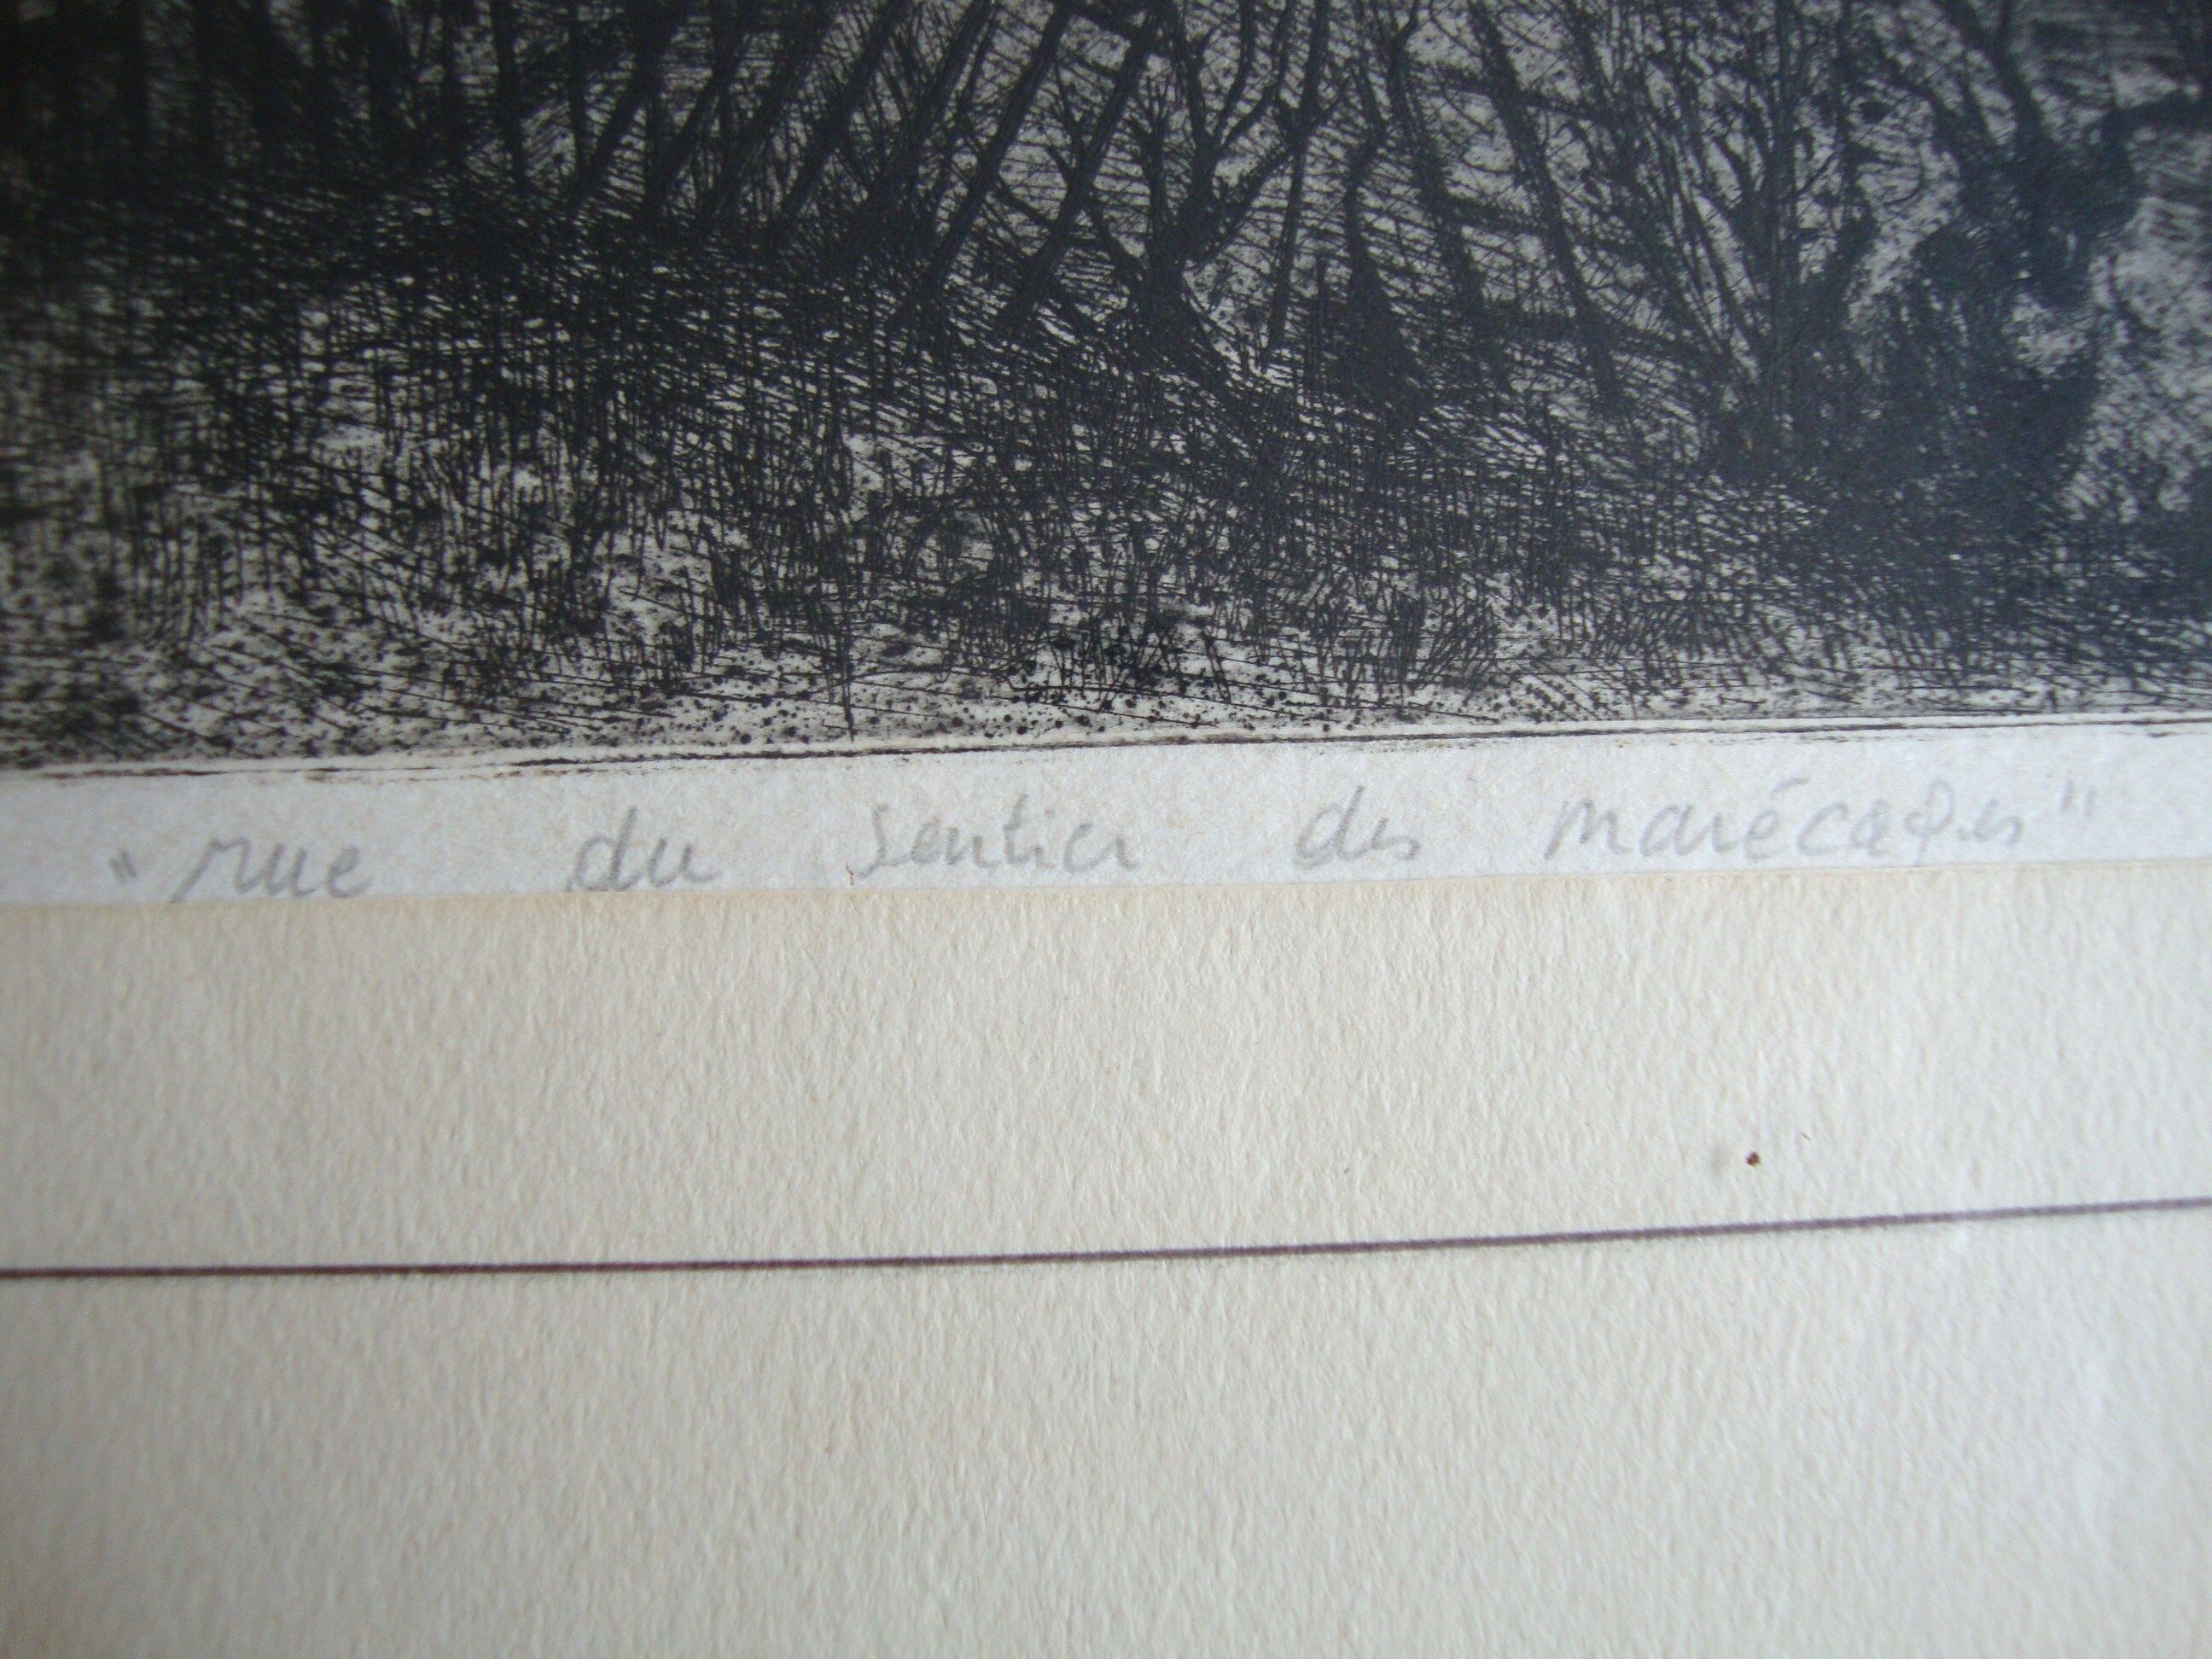 "rue du sentier des marécages"